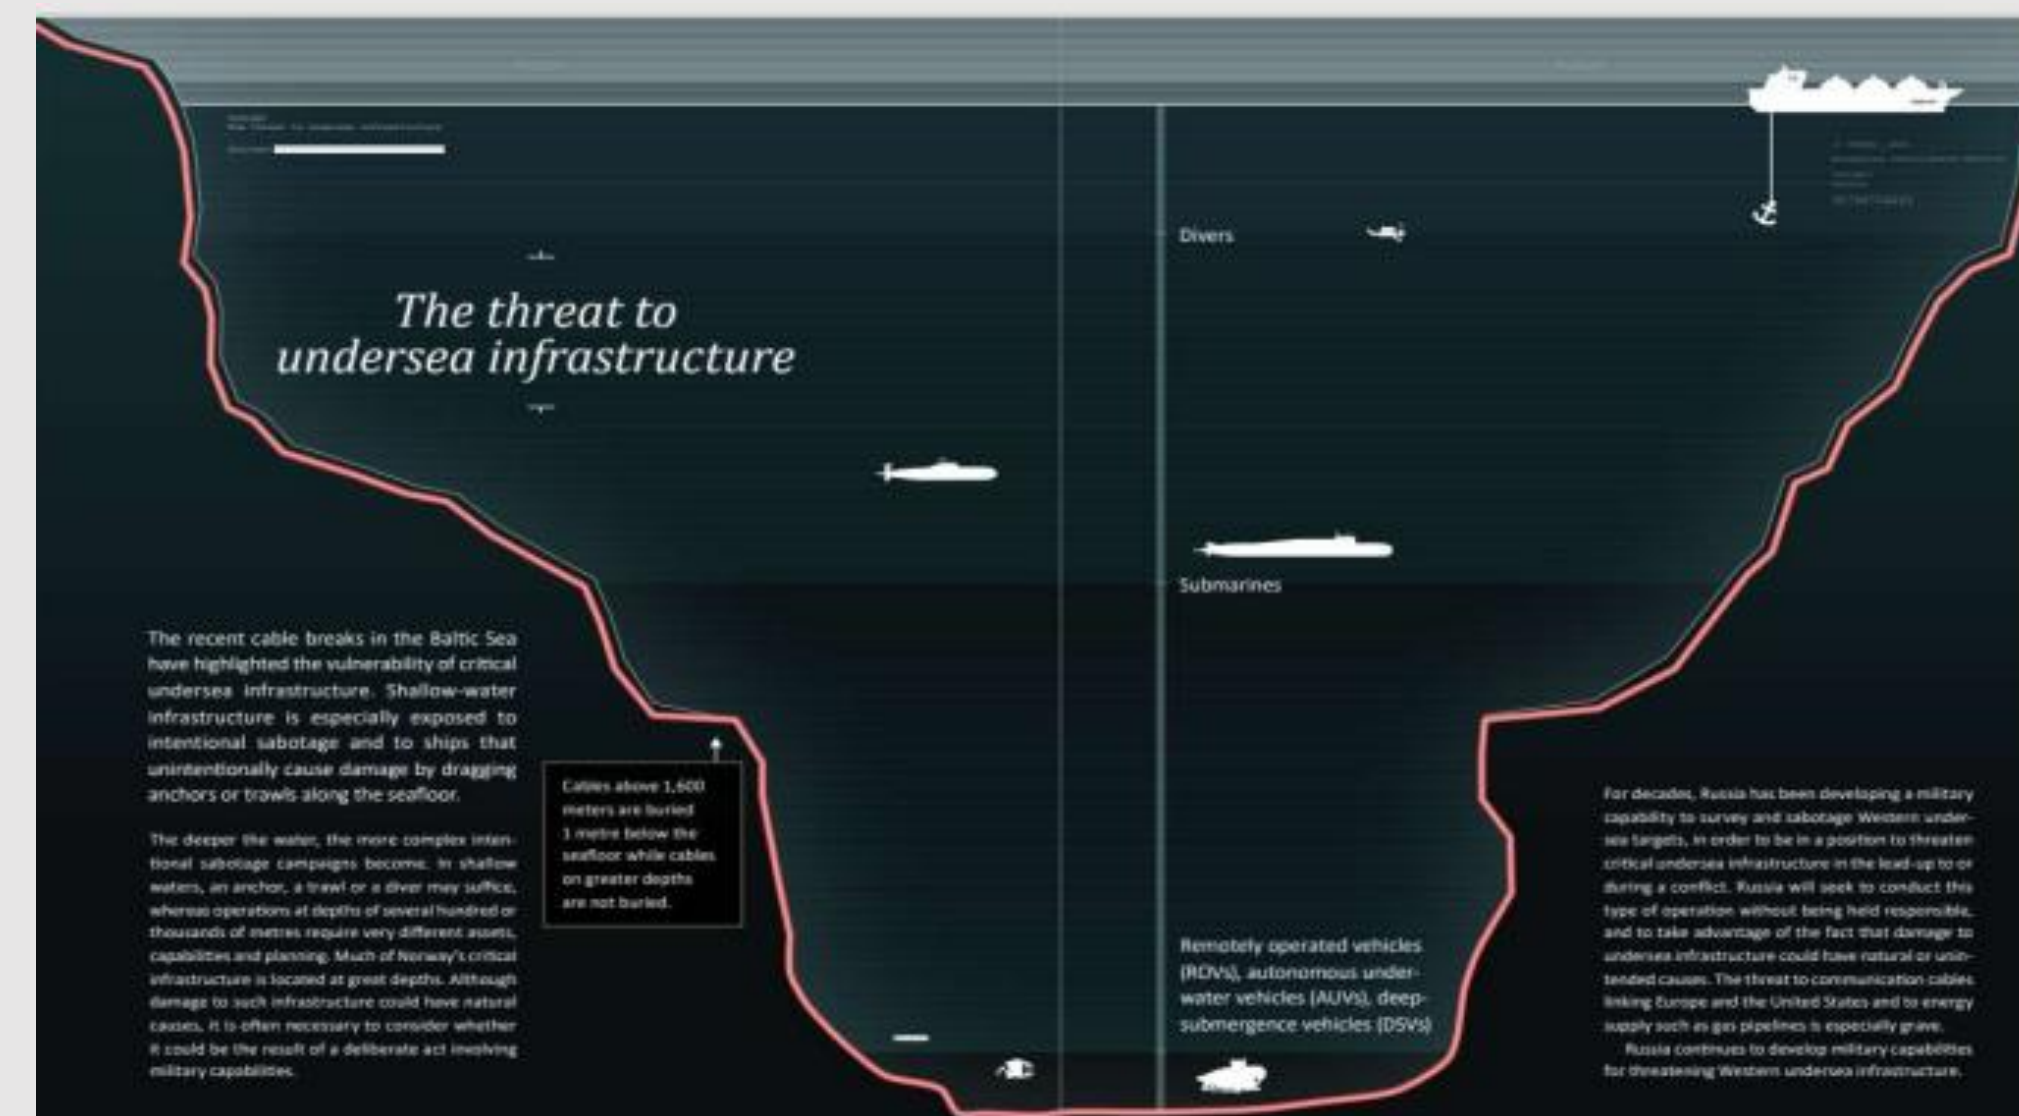 The threat to undersea infrastructure
The threat to
undersea infrastructure
Divers
Submarines
The recent cable breaks in the Baltic Sea
have highlighted the vulnerability of critical
undersea infrastructure. Shallow-water
infrastructure is especially exposed to
intentional sabotage and to ships that
unintentionally cause damage by dragging
anchors or trawls along the seafloor.
The deeper the water, the more complex inten-
tional sabotage campaigns become. In shallow
waters, an anchor, a trawl or a diver may suffice,
whereas operations at depths of several hundred or
thousands of metres require very different assets,
capabilities and planning. Much of Norway's critical
infrastructure is located at great depths. Although
damage to such infrastructure could have natural
causes, it is often necessary to consider whether
it could be the result of a deliberate act involving
military capabilities.
Cables above 1,600
meters are buried
1 metre below the
seafloor while cables
on greater depths
are not buried.
Remotely operated vehicles
(ROVs), autonomous under-
water vehicles (AUVs), deep-
submergence vehicles (DSVs)
For decades, Russia has been developing a military
capability to survey and sabotage Western under-
sea targets, in order to be in a position to threaten
critical undersea infrastructure in the lead-up to or
during a conflict. Russia will seek to conduct this
type of operation without being held responsible,
and to take advantage of the fact that damage to
undersea infrastructure could have natural or unin-
tended causes. The threat to communication cables
linking Europe and the United States and to energy
supply such as gas pipelines is especially grave.
Russia continues to develop military capabilities
for threatening Western undersea infrastructure.